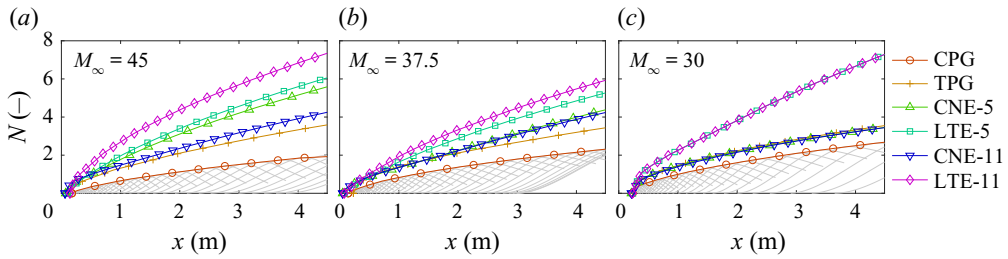 (a) (b) (c)
M∞ = 45 M∞ = 37.5 M∞ = 30
8
6
4
2
N (–)
0 1 2 3 4
0 1 2 3 4
0 1 2 3 4
x (m) x (m) x (m)
CPG
TPG
CNE-5
LTE-5
CNE-11
LTE-11